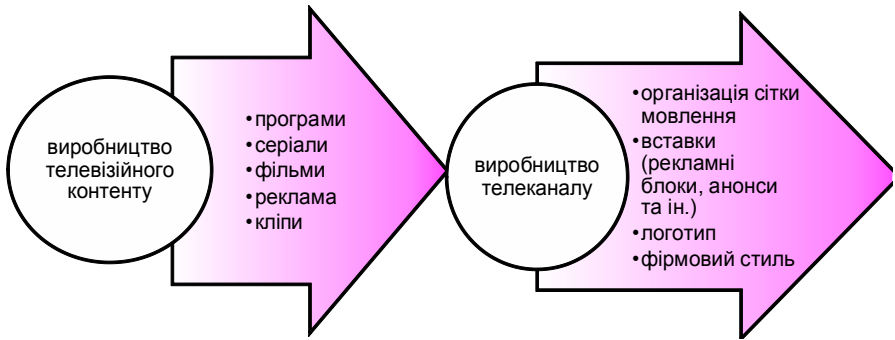 виробництво
телевізійного
контенту
•програми
•серіали
•фільми
•реклама
•кліпи
виробництво
телеканалу
•організація сітки
мовлення
•вставки
(рекламні
блоки, анонси
та ін.)
•логотип
•фірмовий стиль